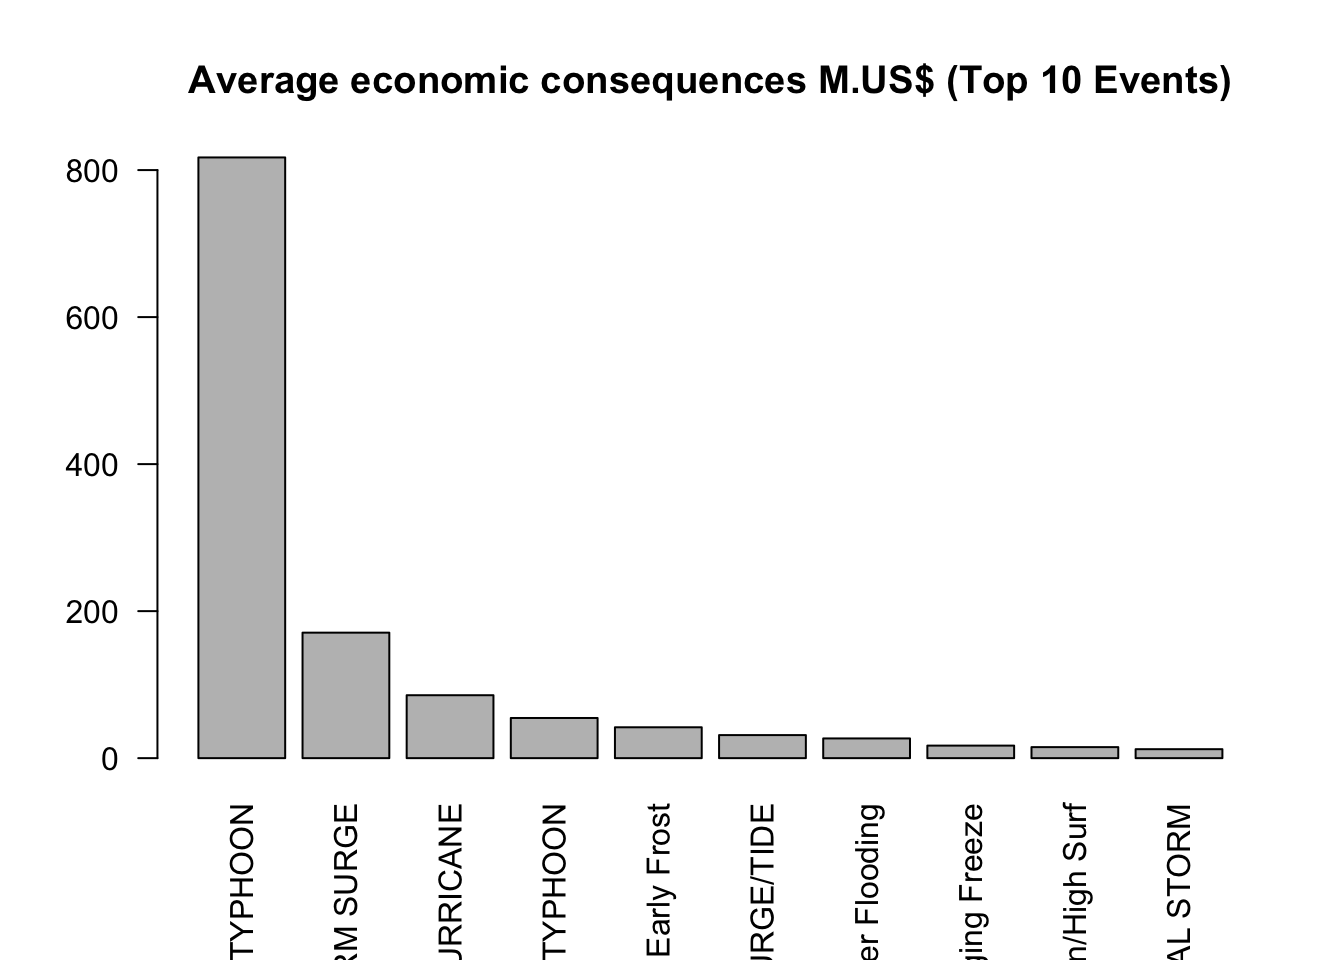 Average economic consequences M.US$ (Top 10 Events)
800
600
400
200
0
TYPHOON
RM SURGE
URRICANE
TYPHOON
Early Frost
URGE/TIDE
er Flooding
ging Freeze
n/High Surf
AL STORM